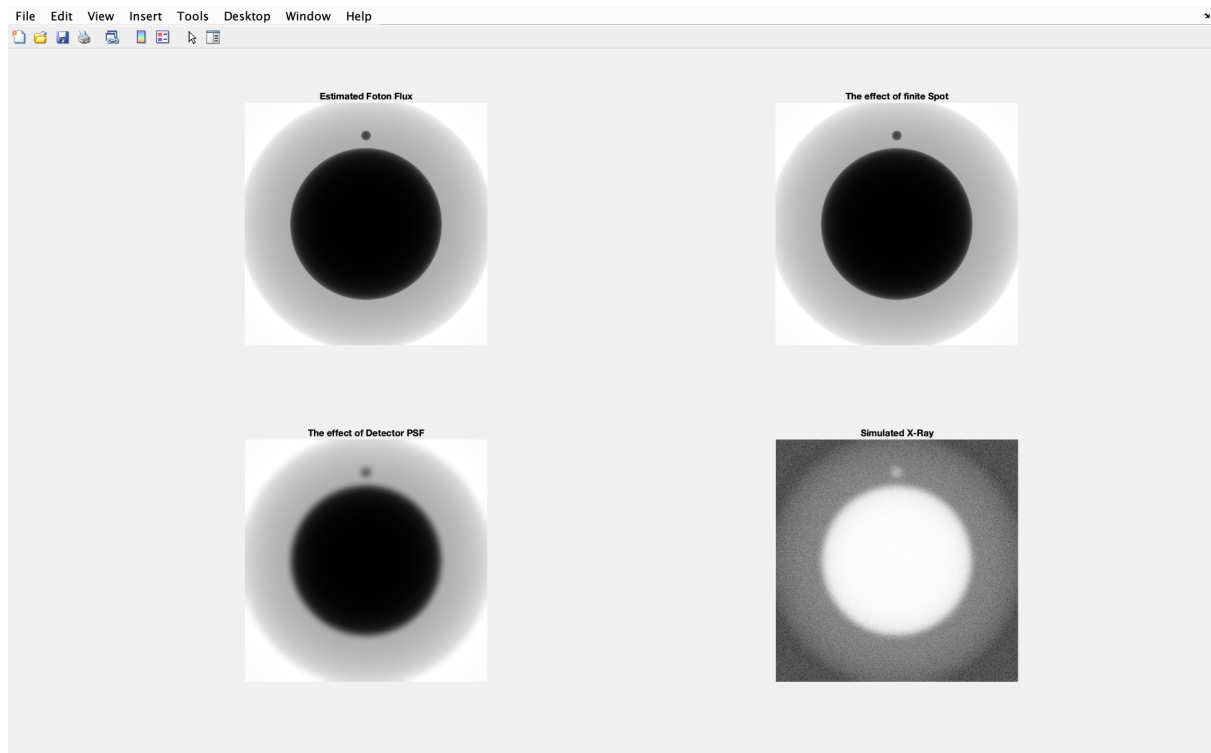 File Edit View Insert Tools Desktop Window Help
Estimated Foton Flux
The effect of finite Spot
The effect of Detector PSF
Simulated X-Ray